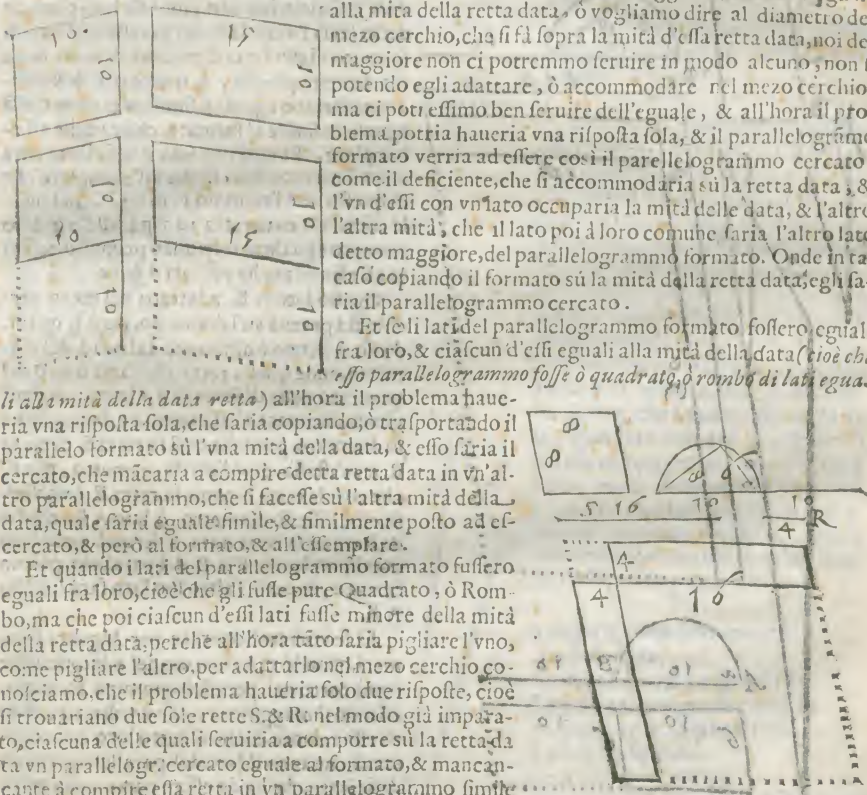 alla mita della retta data, ò vogliamo dire al diametro de
mezo cerchio, che si fà sopra la mità d'essa retta data, noi de
maggiore non ci potremmo seruire in modo alcuno, non
potendo egli adattare, ò accommodare nel mezo cerchio
ma ci potressimo ben seruire dell'eguale, & all'hora il pro
blema potria haueria vna risposta sola, & il parallelogrãmo
formato verria ad essere così il parellelogrammo cercato
come il deficiente, che si accommodaria sù la retta data, &
l'vn d'essi con vn lato occuparia la mità delle data, & l'altro
l'altra mità, che il lato poi à loro comune saria l'altro lato
detto maggiore, del parallelogrammo formato. Onde in ta
caso copiando il formato sù la mità della retta data, egli sa-
ria il parallelogrammo cercato.
Et se li lati del parallelogrammo formato fossero egual
fra loro, & ciascun d'essi eguali alla mità della data (cioè che
esso parallelogrammo fosse ò quadrato, ò rombo di lati egua-
li alla mità della data retta) all'hora il problema haue-
ria vna risposta sola, che saria copiando, ò trasportando il
parallelo formato sù l'vna mità della data, & esso saria il
cercato, che mãcaria a compire detta retta data in vn'al-
tro parallelogrammo, che si facesse sù l'altra mità della
data, quale saria eguale simile, & similmente posto ad es-
cercato, & però al formato, & all'essemplare.
Et quando i lati del parallelogrammo formato fussero
eguali fra loro, cioè che gli fusse pure Quadrato, ò Rom-
bo, ma che poi ciascun d'essi lati fusse minore della mità
della retta data, perche all'hora tãto saria pigliare l'vno,
come pigliare l'altro, per adattarlo nel mezo cerchio co-
nosciamo, che il problema haueria solo due risposte, cioè
si trouariano due sole rette S. & R: nel modo già impara-
to, ciascuna delle quali seruiria a comporre sù la retta da
ta vn parallelogr. cercato eguale al formato, & mancan-
cante à compire essa retta in vn parallelogrammo simile
10 15
10 10
10 10
10 15
10 10
8
8
8
5 16 10 10
4 R
4
4 10